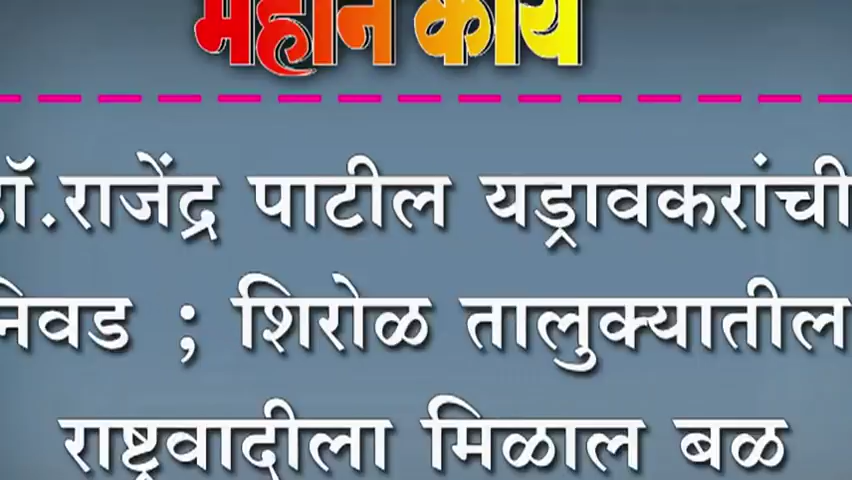 महान कार्य
डॉ.राजेंद्र पाटील यड्रावकरांची
निवड ; शिरोळ तालुक्यातील
राष्ट्रवादीला मिळाल बळ